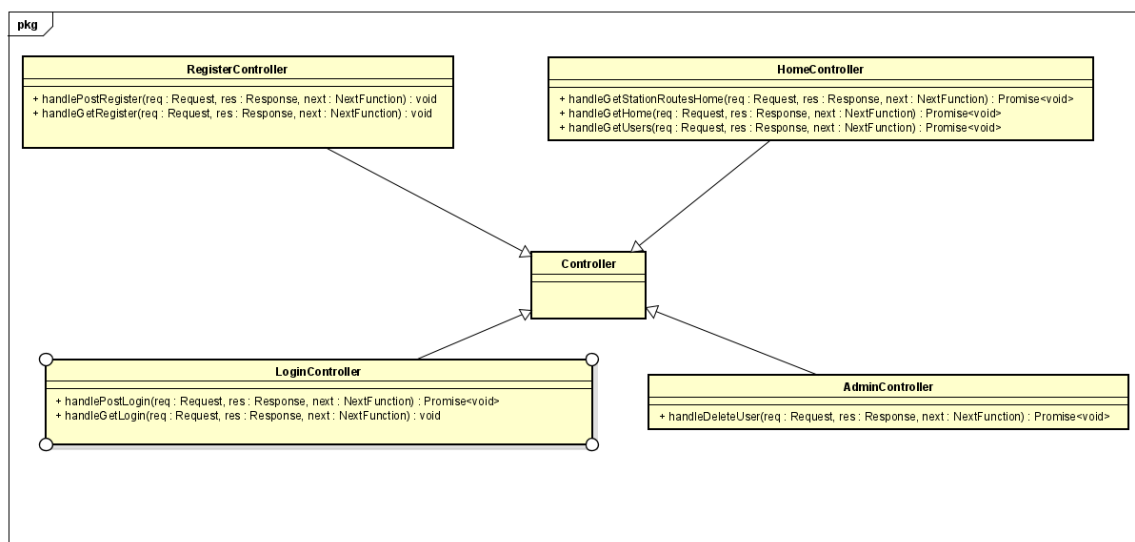 pkg
RegisterController
+ handlePostRegister(req : Request, res : Response, next : NextFunction) : void
+ handleGetRegister(req : Request, res : Response, next : NextFunction) : void
HomeController
+ handleGetStationRoutesHome(req : Request, res : Response, next : NextFunction) : Promise<void>
+ handleGetHome(req : Request, res : Response, next : NextFunction) : Promise<void>
+ handleGetUsers(req : Request, res : Response, next : NextFunction) : Promise<void>
Controller
LoginController
+ handlePostLogin(req : Request, res : Response, next : NextFunction) : Promise<void>
+ handleGetLogin(req : Request, res : Response, next : NextFunction) : void
AdminController
+ handleDeleteUser(req : Request, res : Response, next : NextFunction) : Promise<void>